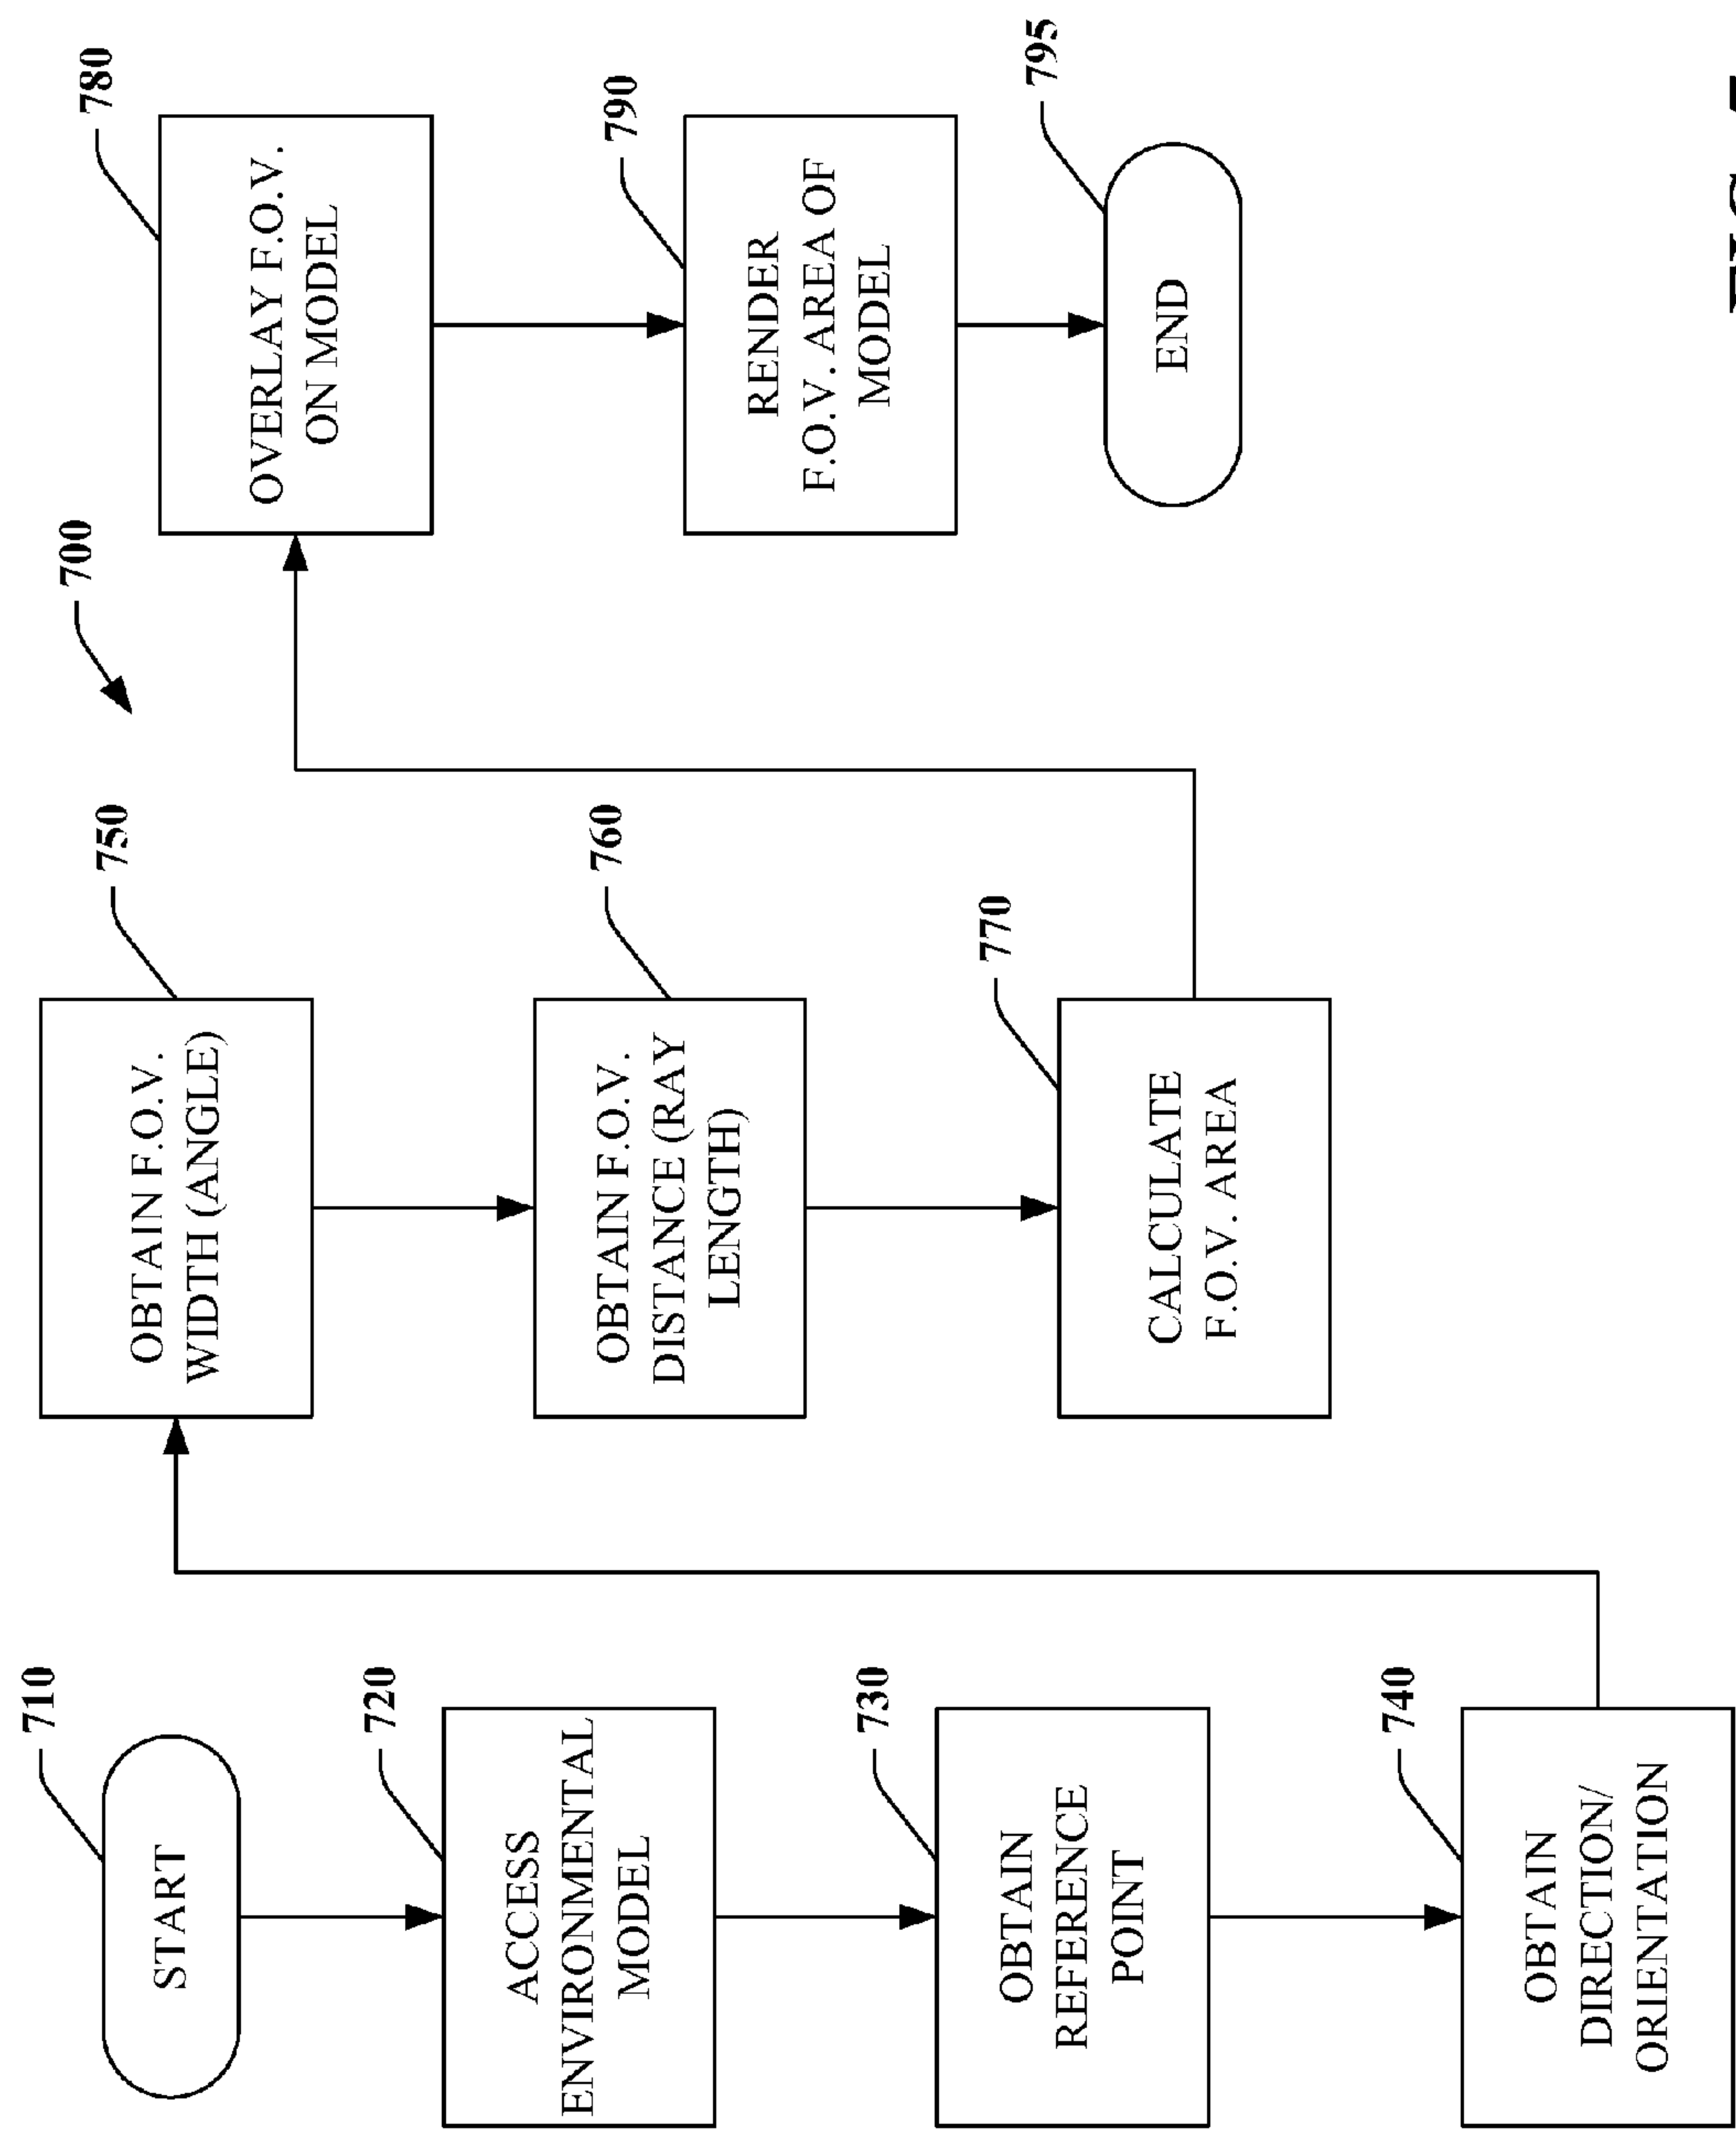 700
710
START
720
ACCESS
ENVIRONMENTAL
MODEL
730
OBTAIN
REFERENCE
POINT
740
OBTAIN
DIRECTION/
ORIENTATION
750
OBTAIN F.O.V.
WIDTH (ANGLE)
760
OBTAIN F.O.V.
DISTANCE (RAY
LENGTH)
770
CALCULATE
F.O.V. AREA
780
OVERLAY F.O.V.
ON MODEL
790
RENDER
F.O.V. AREA OF
MODEL
795
END